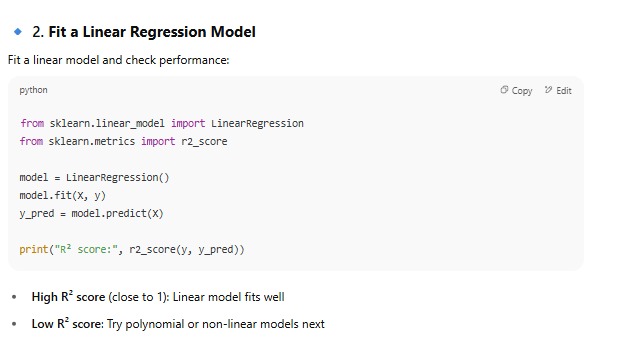 2. Fit a Linear Regression Model
Fit a linear model and check performance:
python Copy Edit
from sklearn.linear_model import LinearRegression
from sklearn.metrics import r2_score
model = LinearRegression()
model.fit(X, y)
y_pred = model.predict(X)
print("R² score:", r2_score(y, y_pred))
• High R² score (close to 1): Linear model fits well
• Low R² score: Try polynomial or non-linear models next